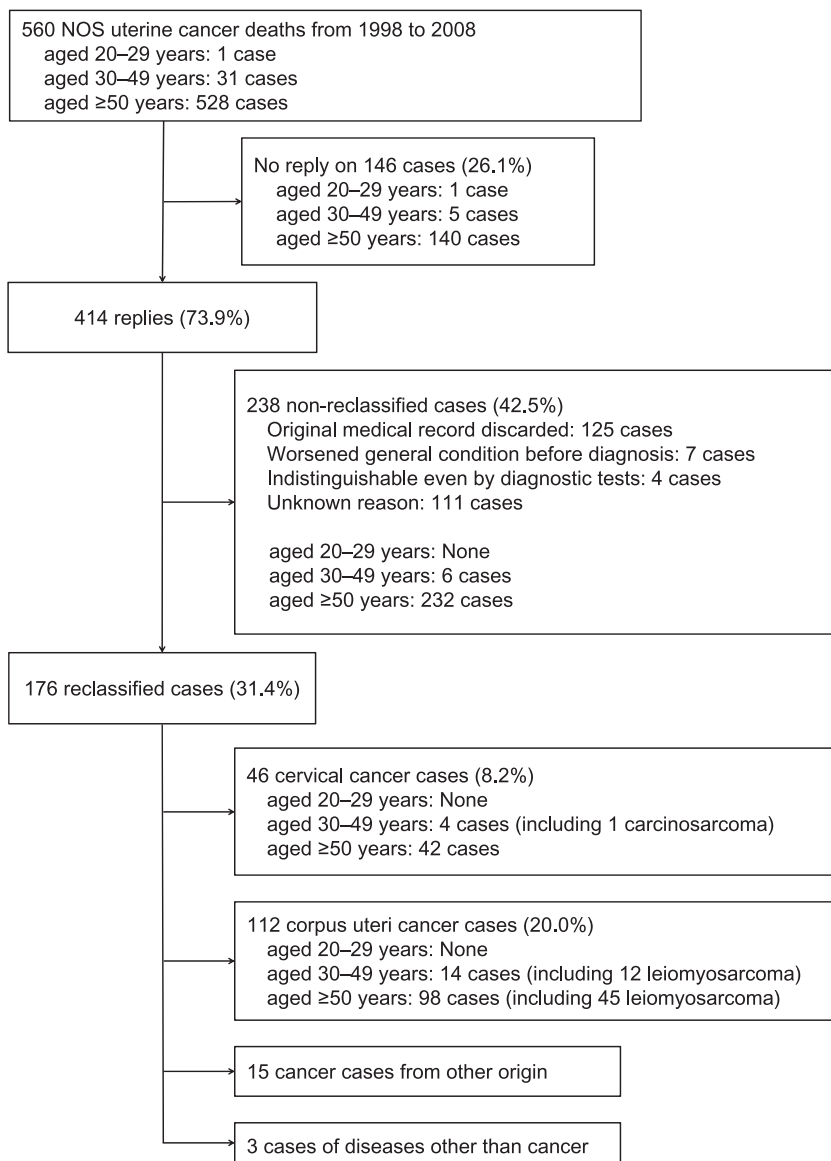 560 NOS uterine cancer deaths from 1998 to 2008
aged 20–29 years: 1 case
aged 30–49 years: 31 cases
aged ≥50 years: 528 cases
No reply on 146 cases (26.1%)
aged 20–29 years: 1 case
aged 30–49 years: 5 cases
aged ≥50 years: 140 cases
414 replies (73.9%)
238 non-reclassified cases (42.5%)
Original medical record discarded: 125 cases
Worsened general condition before diagnosis: 7 cases
Indistinguishable even by diagnostic tests: 4 cases
Unknown reason: 111 cases
aged 20–29 years: None
aged 30–49 years: 6 cases
aged ≥50 years: 232 cases
176 reclassified cases (31.4%)
46 cervical cancer cases (8.2%)
aged 20–29 years: None
aged 30–49 years: 4 cases (including 1 carcinosarcoma)
aged ≥50 years: 42 cases
112 corpus uteri cancer cases (20.0%)
aged 20–29 years: None
aged 30–49 years: 14 cases (including 12 leiomyosarcoma)
aged ≥50 years: 98 cases (including 45 leiomyosarcoma)
15 cancer cases from other origin
3 cases of diseases other than cancer